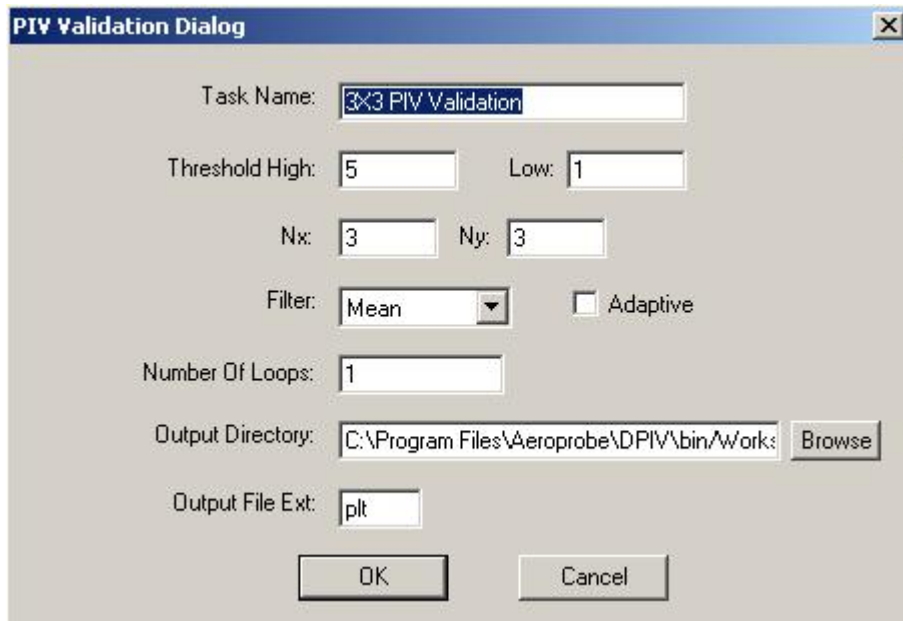 PIV Validation Dialog
Task Name: 3X3 PIV Validation
Threshold High: 5 Low: 1
Nx: 3 Ny: 3
Filter: Mean Adaptive
Number Of Loops: 1
Output Directory: C:\Program Files\Aeroprobe\DPIV\bin/Works Browse
Output File Ext: plt
OK Cancel